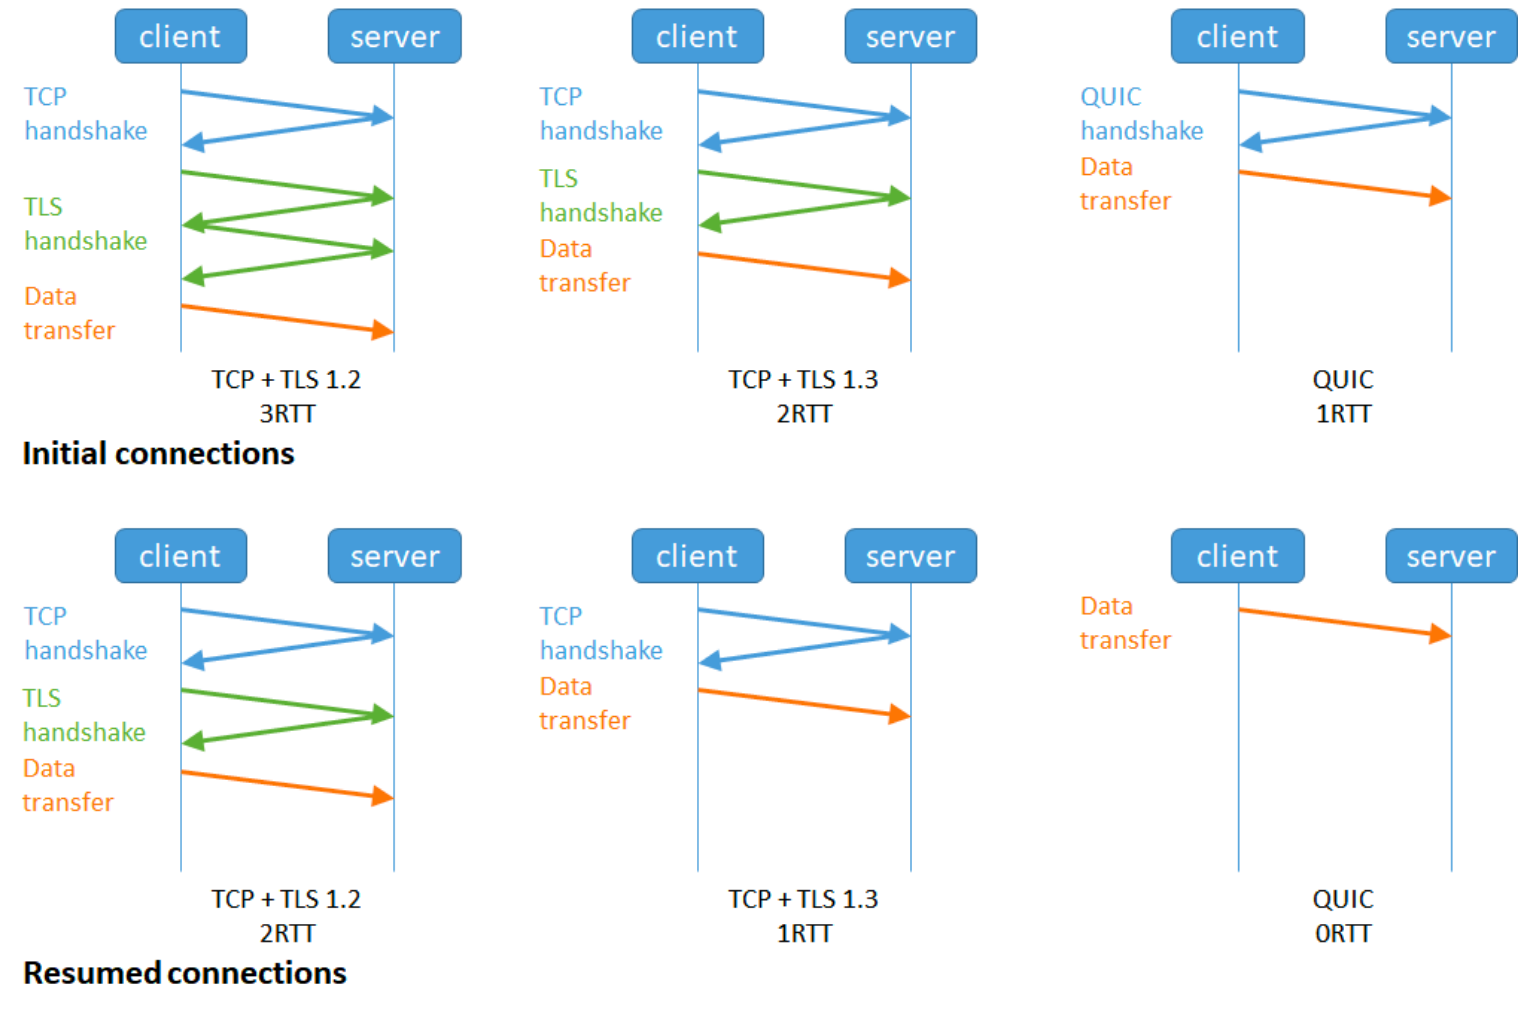 client
server
TCP
handshake
TLS
handshake
Data
transfer
TCP + TLS 1.2
3RTT
client
server
TCP
handshake
TLS
handshake
Data
transfer
TCP + TLS 1.3
2RTT
client
server
QUIC
handshake
Data
transfer
QUIC
1RTT
Initial connections
client
server
TCP
handshake
TLS
handshake
Data
transfer
TCP + TLS 1.2
2RTT
client
server
TCP
handshake
Data
transfer
TCP + TLS 1.3
1RTT
client
server
Data
transfer
QUIC
0RTT
Resumed connections